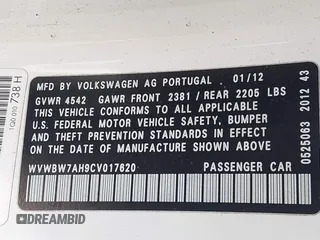 MFD BY VOLKSWAGEN AG PORTUGAL 01/12
GVWR 4542 GAWR FRONT 2381 / REAR 2205 LBS
THIS VEHICLE CONFORMS TO ALL APPLICABLE
U.S. FEDERAL MOTOR VEHICLE SAFETY, BUMPER
AND THEFT PREVENTION STANDARDS IN EFFECT
ON THE DATE OF MANUFACTURE SHOWN ABOVE.
WVWBW7AH9CV017620 PASSENGER CAR
0525063 2012 43
1Q0 010 738 H
DREAMBID